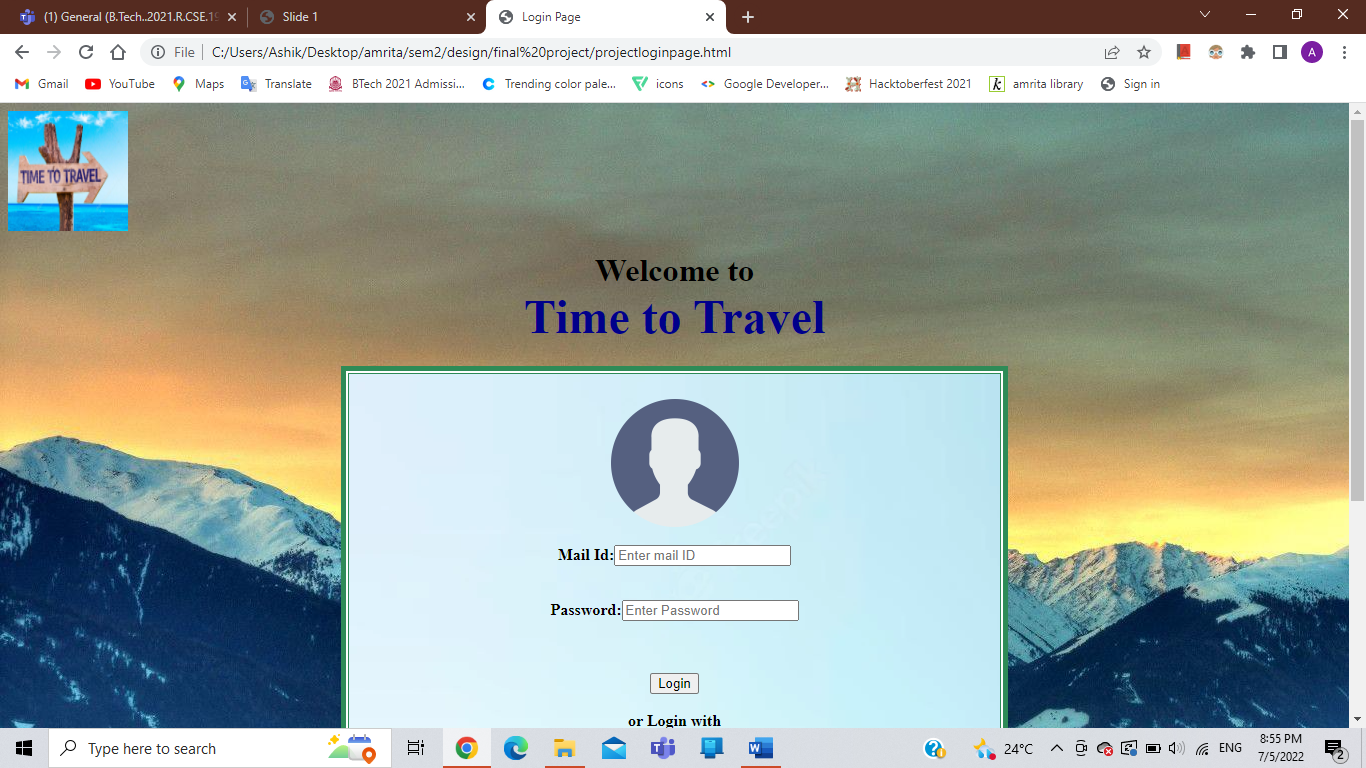 (1) General (B.Tech..2021.R.CSE.19
Slide 1
Login Page
File
C:/Users/Ashik/Desktop/amrita/sem2/design/final%20project/projectloginpage.html
A
Gmail
YouTube
Maps
Translate
BTech 2021 Admissi...
Trending color pale...
icons
Google Developer...
Hacktoberfest 2021
amrita library
Sign in
TIME TO TRAVEL
Welcome to
Time to Travel
Mail Id: Enter mail ID
Password: Enter Password
Login
or Login with
Type here to search
24°C
ENG
8:55 PM
7/5/2022
2